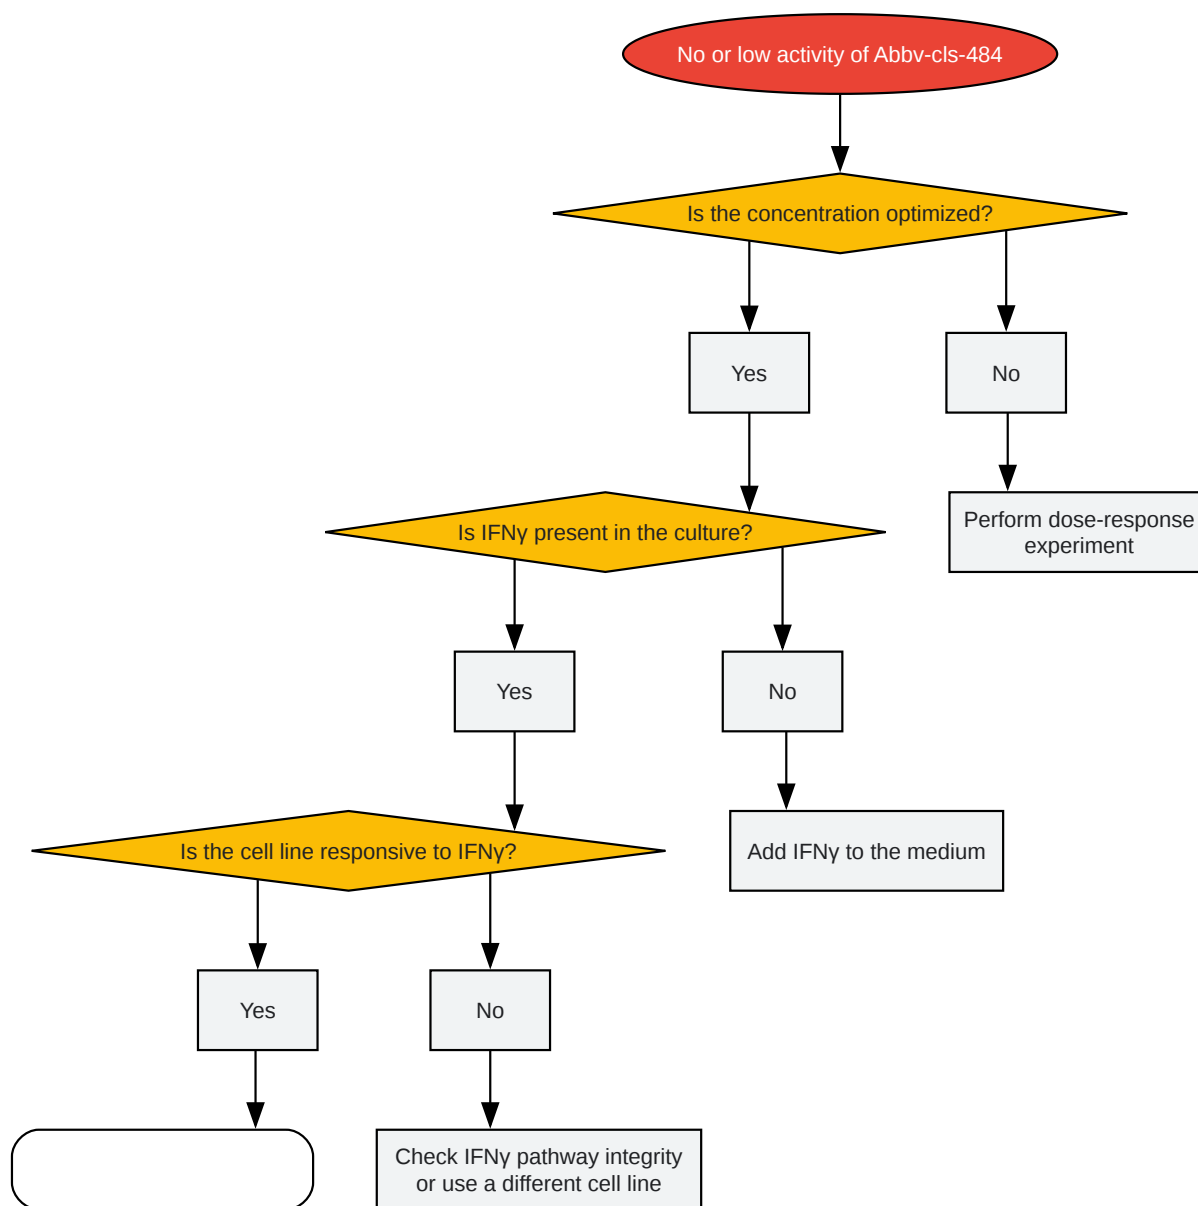 No or low activity of Abbv-cls-484
Is the concentration optimized?
Yes
No
Is IFNγ present in the culture?
Perform dose-response
experiment
Yes
No
Is the cell line responsive to IFNγ?
Add IFNγ to the medium
Yes
No
Check IFNγ pathway integrity
or use a different cell line